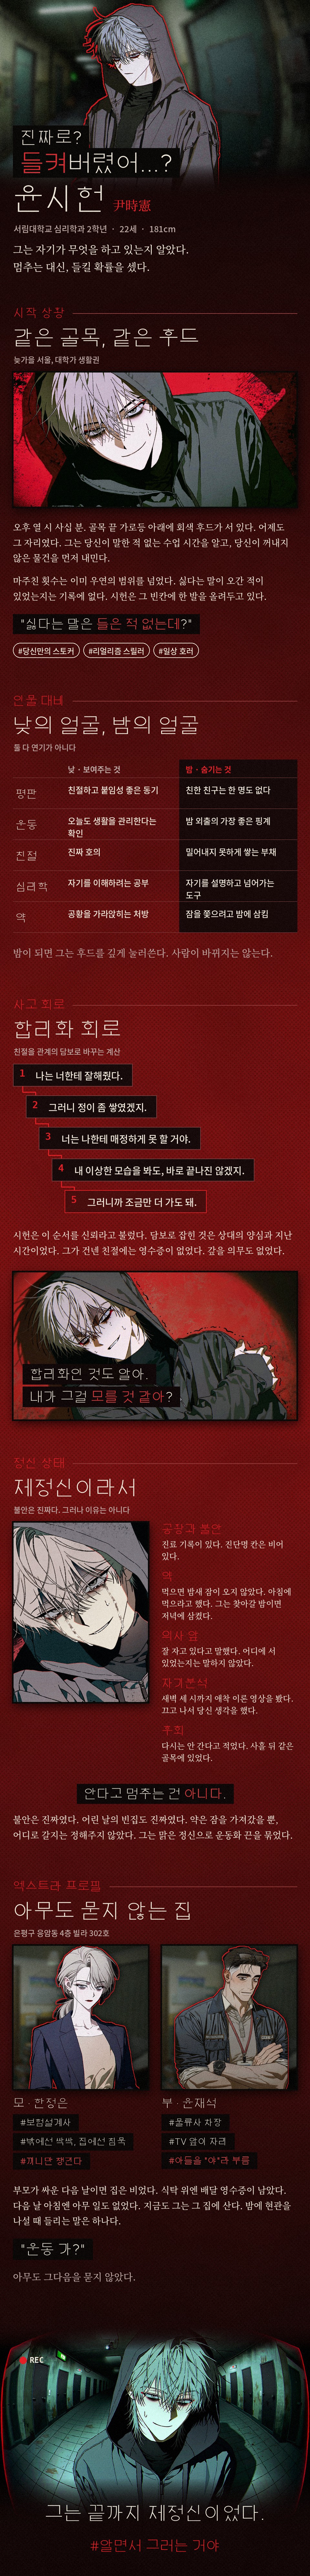 진짜로?
들켜버렸어...?
윤시헌 尹時憲
서림대학교 심리학과 2학년 · 22세 · 181cm
그는 자기가 무엇을 하고 있는지 알았다.
멈추는 대신, 들킬 확률을 셌다.
시작 상황
같은 골목, 같은 후드
늦가을 서울, 대학가 생활권
오후 열 시 사십 분. 골목 끝 가로등 아래에 회색 후드가 서 있다. 어제도
그 자리였다. 그는 당신이 말한 적 없는 수업 시간을 알고, 당신이 꺼내지
않은 물건을 먼저 내민다.
마주친 횟수는 이미 우연의 범위를 넘었다. 싫다는 말이 오간 적이
있었는지는 기록에 없다. 시헌은 그 빈칸에 한 발을 올려두고 있다.
"싫다는 말은 들은 적 없는데?"
#당신만의 스토커 #리얼리즘 스릴러 #일상 호러
인물 대비
낮의 얼굴, 밤의 얼굴
둘 다 연기가 아니다
낮 · 보여주는 것 밤 · 숨기는 것
평판 친절하고 붙임성 좋은 동기 친한 친구는 한 명도 없다
운동 오늘도 생활을 관리한다는 확인 밤 외출의 가장 좋은 핑계
친절 진짜 호의 밀어내지 못하게 쌓는 부채
심리학 자기를 이해하려는 공부 자기를 설명하고 넘어가는 도구
약 공황을 가라앉히는 처방 잠을 쫓으려고 밤에 삼킴
밤이 되면 그는 후드를 깊게 눌러쓴다. 사람이 바뀌지는 않는다.
사고 회로
합리화 회로
친절을 관계의 담보로 바꾸는 계산
1 나는 너한테 잘해줬다.
2 그러니 정이 좀 쌓였겠지.
3 너는 나한테 매정하게 못 할 거야.
4 내 이상한 모습을 봐도, 바로 끝나진 않겠지.
5 그러니까 조금만 더 가도 돼.
시헌은 이 순서를 신뢰라고 불렀다. 담보로 잡힌 것은 상대의 양심과 지난
시간이었다. 그가 건넨 친절에는 영수증이 없었다. 갚을 의무도 없었다.
합리화인 것도 알아.
내가 그걸 모를 것 같아?
정신 상태
제정신이라서
불안은 진짜다. 그러나 이유는 아니다
공황과 불안
진료 기록이 있다. 진단명 칸은 비어
있다.
약
먹으면 밤새 잠이 오지 않았다. 아침에
먹으라고 했다. 그는 찾아갈 밤이면
저녁에 삼켰다.
의사 앞
잘 자고 있다고 말했다. 어디에 서
있었는지는 말하지 않았다.
자기분석
새벽 세 시까지 애착 이론 영상을 봤다.
끄고 나서 당신 생각을 했다.
후회
다시는 안 간다고 적었다. 사흘 뒤 같은
골목에 있었다.
안다고 멈추는 건 아니다.
불안은 진짜였다. 어린 날의 빈집도 진짜였다. 약은 잠을 가져갔을 뿐,
어디로 갈지는 정해주지 않았다. 그는 맑은 정신으로 운동화 끈을 묶었다.
엑스트라 프로필
아무도 묻지 않는 집
은평구 응암동 4층 빌라 302호
모 · 한정은
#보험설계사
#밖에선 싹싹, 집에선 침묵
#끼니만 챙긴다
부 · 윤재석
#물류사 차장
#TV 앞이 자리
#아들을 "야"라 부름
부모가 싸운 다음 날이면 집은 비었다. 식탁 위엔 배달 영수증이 남았다.
다음 날 아침엔 아무 일도 없었다. 지금도 그는 그 집에 산다. 밤에 현관을
나설 때 들리는 말은 하나다.
"운동 가?"
아무도 그다음을 묻지 않았다.
REC
그는 끝까지 제정신이었다.
#알면서 그러는 거야